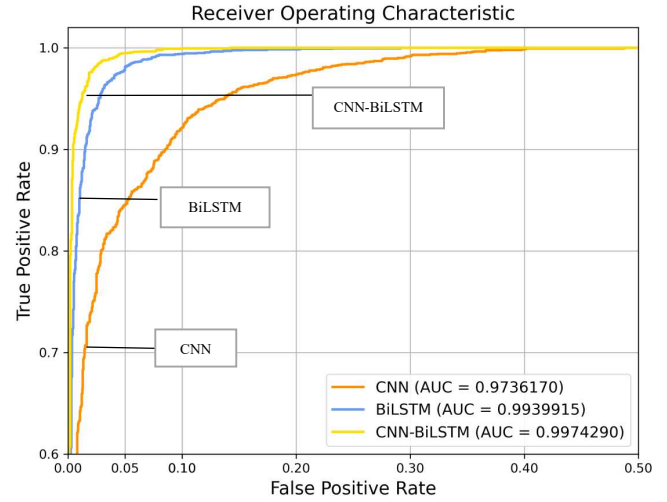 Receiver Operating Characteristic
True Positive Rate
1.0
0.9
0.8
0.7
0.6
CNN-BiLSTM
BiLSTM
CNN
CNN (AUC = 0.9736170)
BiLSTM (AUC = 0.9939915)
CNN-BiLSTM (AUC = 0.9974290)
0.00 0.05 0.10 0.20 0.30 0.40 0.50
False Positive Rate